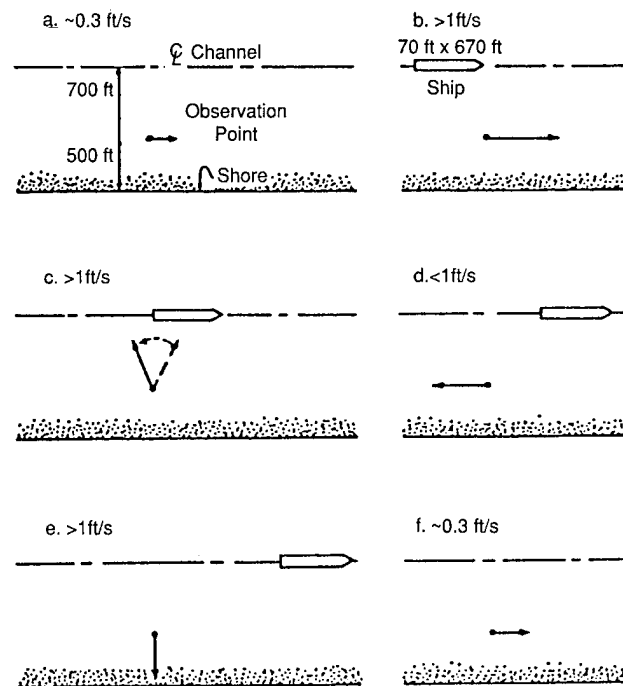 a. ~0.3 ft/s
℄ Channel
700 ft
Observation
Point
500 ft
Shore
b. >1ft/s
70 ft x 670 ft
Ship
c. >1ft/s
d.<1ft/s
e. >1ft/s
f. ~0.3 ft/s